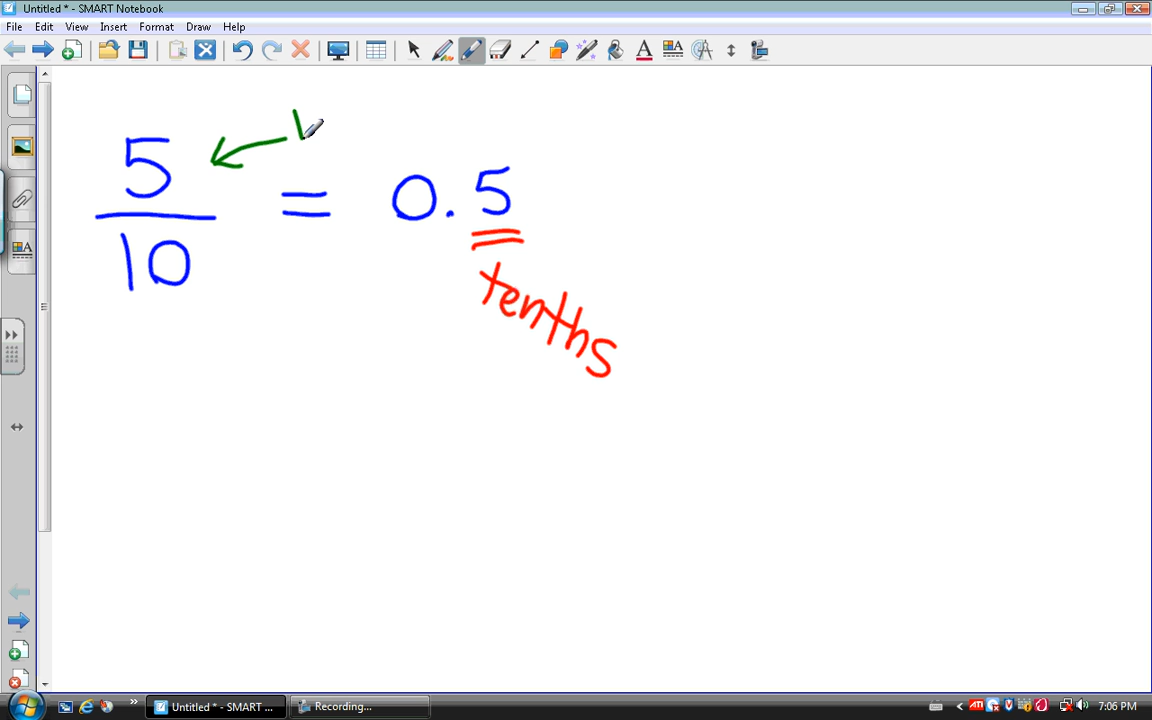 Untitled * - SMART Notebook
File Edit View Insert Format Draw Help
5
10
= 0.5
tenths
Untitled * - SMART ...
Recording...
7:06 PM